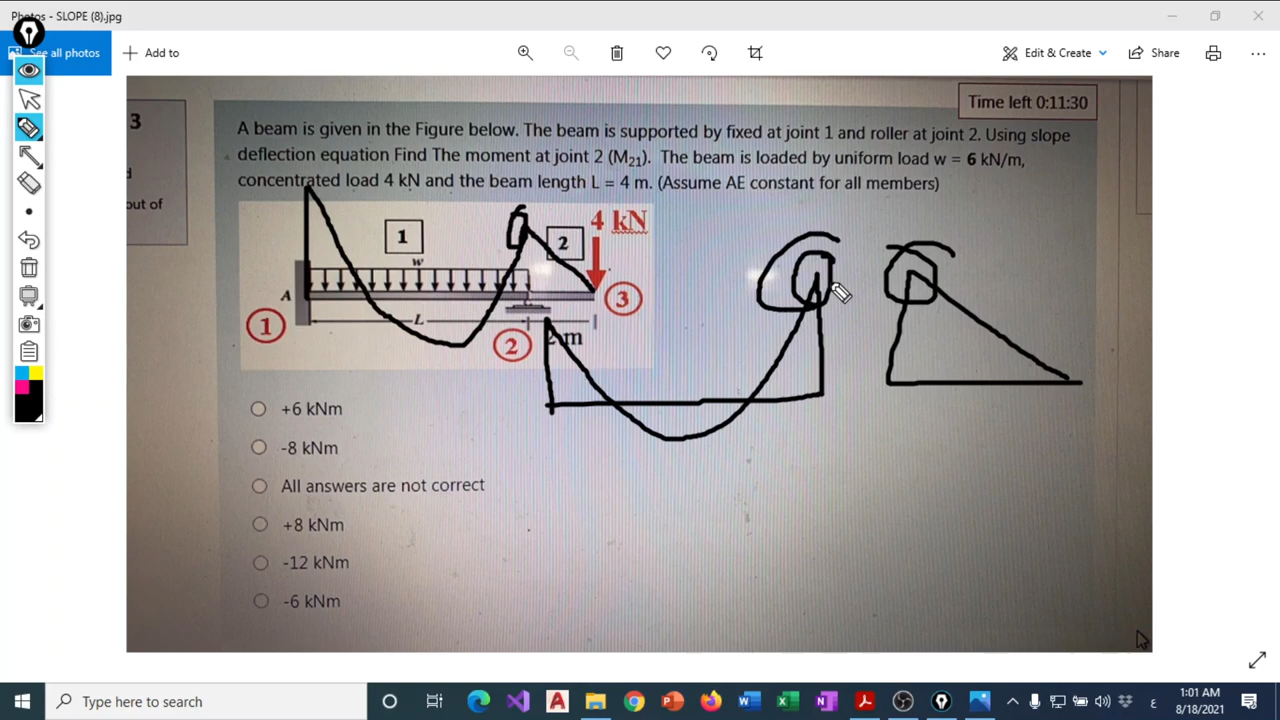 Photos - SLOPE (8).jpg
See all photos
Add to
Edit & Create
Share
3
Time left 0:11:30
out of
A beam is given in the Figure below. The beam is supported by fixed at joint 1 and roller at joint 2. Using slope
deflection equation Find The moment at joint 2 (M21). The beam is loaded by uniform load w = 6 kN/m,
concentrated load 4 kN and the beam length L = 4 m. (Assume AE constant for all members)
1
2
4 kN
w
A
1
L
2
m
3
+6 kNm
-8 kNm
All answers are not correct
+8 kNm
-12 kNm
-6 kNm
Type here to search
ع
1:01 AM
8/18/2021